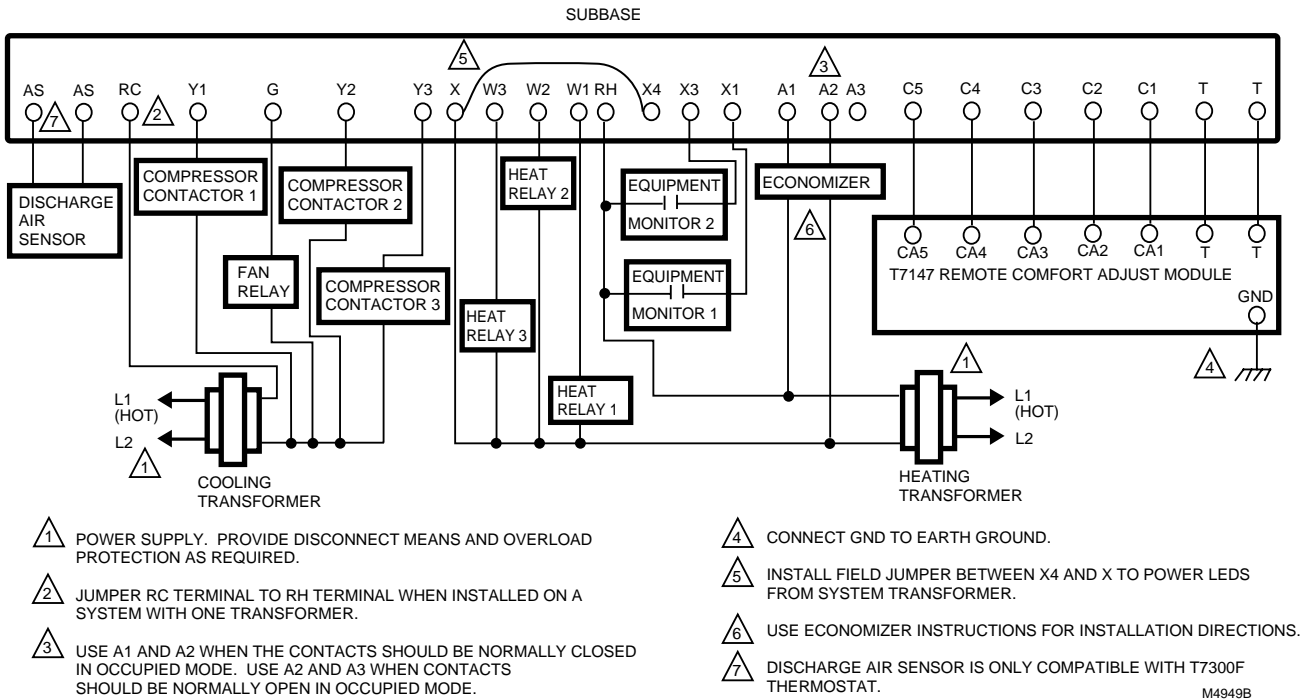 SUBBASE
5 3
AS AS RC Y1 G Y2 Y3 X W3 W2 W1 RH X4 X3 X1 A1 A2 A3 C5 C4 C3 C2 C1 T T
7 2
DISCHARGE
AIR
SENSOR
COMPRESSOR
CONTACTOR 1
COMPRESSOR
CONTACTOR 2
FAN
RELAY
COMPRESSOR
CONTACTOR 3
HEAT
RELAY 2
HEAT
RELAY 3
HEAT
RELAY 1
EQUIPMENT
MONITOR 2
EQUIPMENT
MONITOR 1
ECONOMIZER
6
CA5 CA4 CA3 CA2 CA1 T T
T7147 REMOTE COMFORT ADJUST MODULE
GND
1
4
L1
(HOT)
L2
1
COOLING
TRANSFORMER
L1
(HOT)
L2
HEATING
TRANSFORMER
1 POWER SUPPLY. PROVIDE DISCONNECT MEANS AND OVERLOAD
PROTECTION AS REQUIRED.
2 JUMPER RC TERMINAL TO RH TERMINAL WHEN INSTALLED ON A
SYSTEM WITH ONE TRANSFORMER.
3 USE A1 AND A2 WHEN THE CONTACTS SHOULD BE NORMALLY CLOSED
IN OCCUPIED MODE. USE A2 AND A3 WHEN CONTACTS
SHOULD BE NORMALLY OPEN IN OCCUPIED MODE.
4 CONNECT GND TO EARTH GROUND.
5 INSTALL FIELD JUMPER BETWEEN X4 AND X TO POWER LEDS
FROM SYSTEM TRANSFORMER.
6 USE ECONOMIZER INSTRUCTIONS FOR INSTALLATION DIRECTIONS.
7 DISCHARGE AIR SENSOR IS ONLY COMPATIBLE WITH T7300F
THERMOSTAT.
M4949B